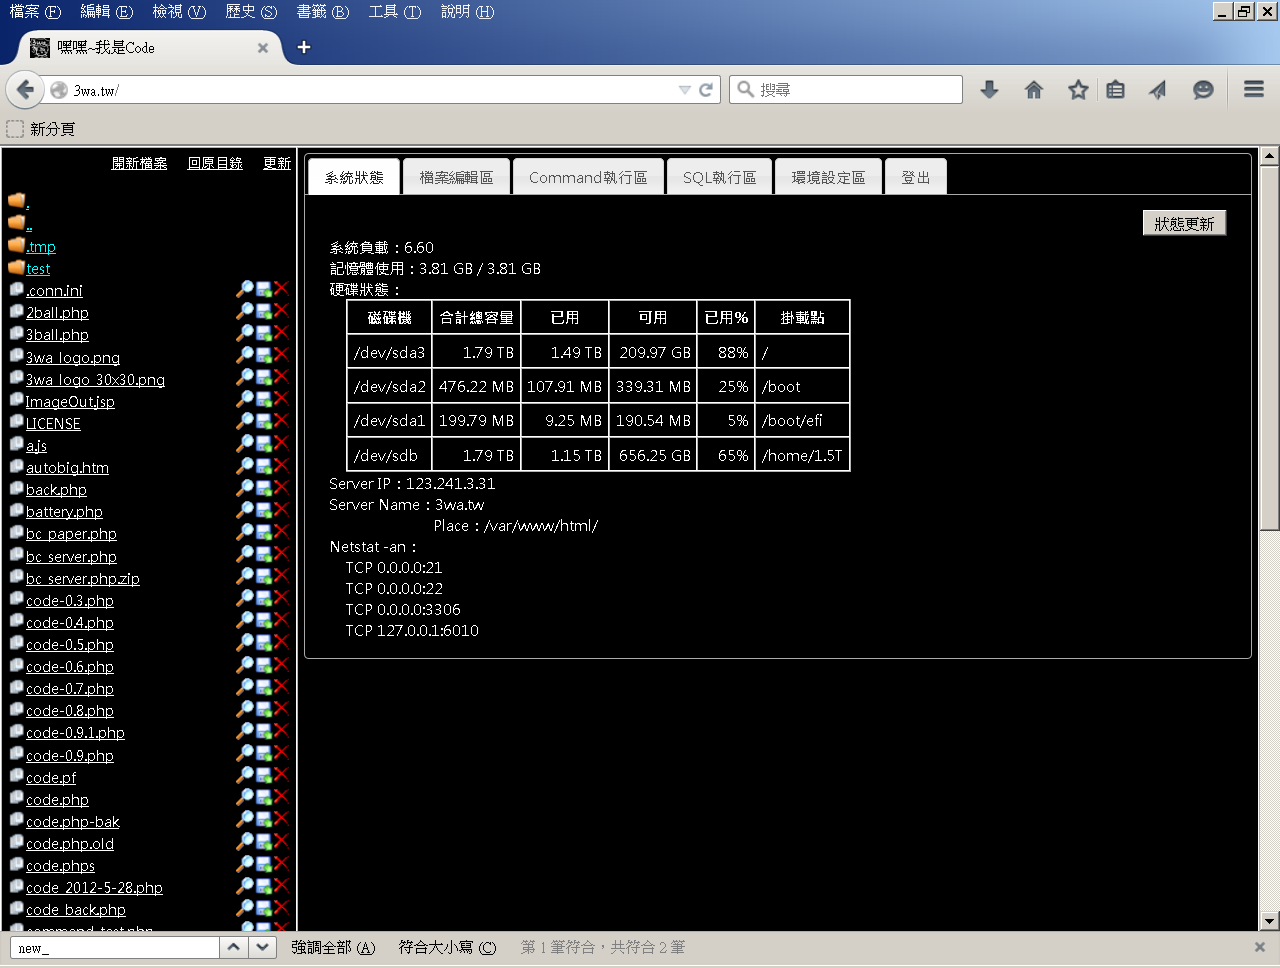 檔案 (F) 編輯 (E) 檢視 (V) 歷史 (S) 書籤 (B) 工具 (T) 說明 (H)
嘿嘿~我是Code
3wa.tw/
搜尋
新分頁
開新檔案 回原目錄 更新
.
..
.tmp
test
.conn.ini
2ball.php
3ball.php
3wa_logo.png
3wa_logo_30x30.png
ImageOut.jsp
LICENSE
a.js
autobig.htm
back.php
battery.php
bc_paper.php
bc_server.php
bc_server.php.zip
code-0.3.php
code-0.4.php
code-0.5.php
code-0.6.php
code-0.7.php
code-0.8.php
code-0.9.1.php
code-0.9.php
code.pf
code.php
code.php-bak
code.php.old
code.phps
code_2012-5-28.php
code_back.php
command_test.php
系統狀態 檔案編輯區 Command執行區 SQL執行區 環境設定區 登出
狀態更新
系統負載：6.60
記憶體使用：3.81 GB / 3.81 GB
硬碟狀態：
磁碟機 合計總容量 已用 可用 已用% 掛載點
/dev/sda3 1.79 TB 1.49 TB 209.97 GB 88% /
/dev/sda2 476.22 MB 107.91 MB 339.31 MB 25% /boot
/dev/sda1 199.79 MB 9.25 MB 190.54 MB 5% /boot/efi
/dev/sdb 1.79 TB 1.15 TB 656.25 GB 65% /home/1.5T
Server IP：123.241.3.31
Server Name：3wa.tw
Place：/var/www/html/
Netstat -an：
TCP 0.0.0.0:21
TCP 0.0.0.0:22
TCP 0.0.0.0:3306
TCP 127.0.0.1:6010
new_ 強調全部 (A) 符合大小寫 (C) 第 1 筆符合，共符合 2 筆